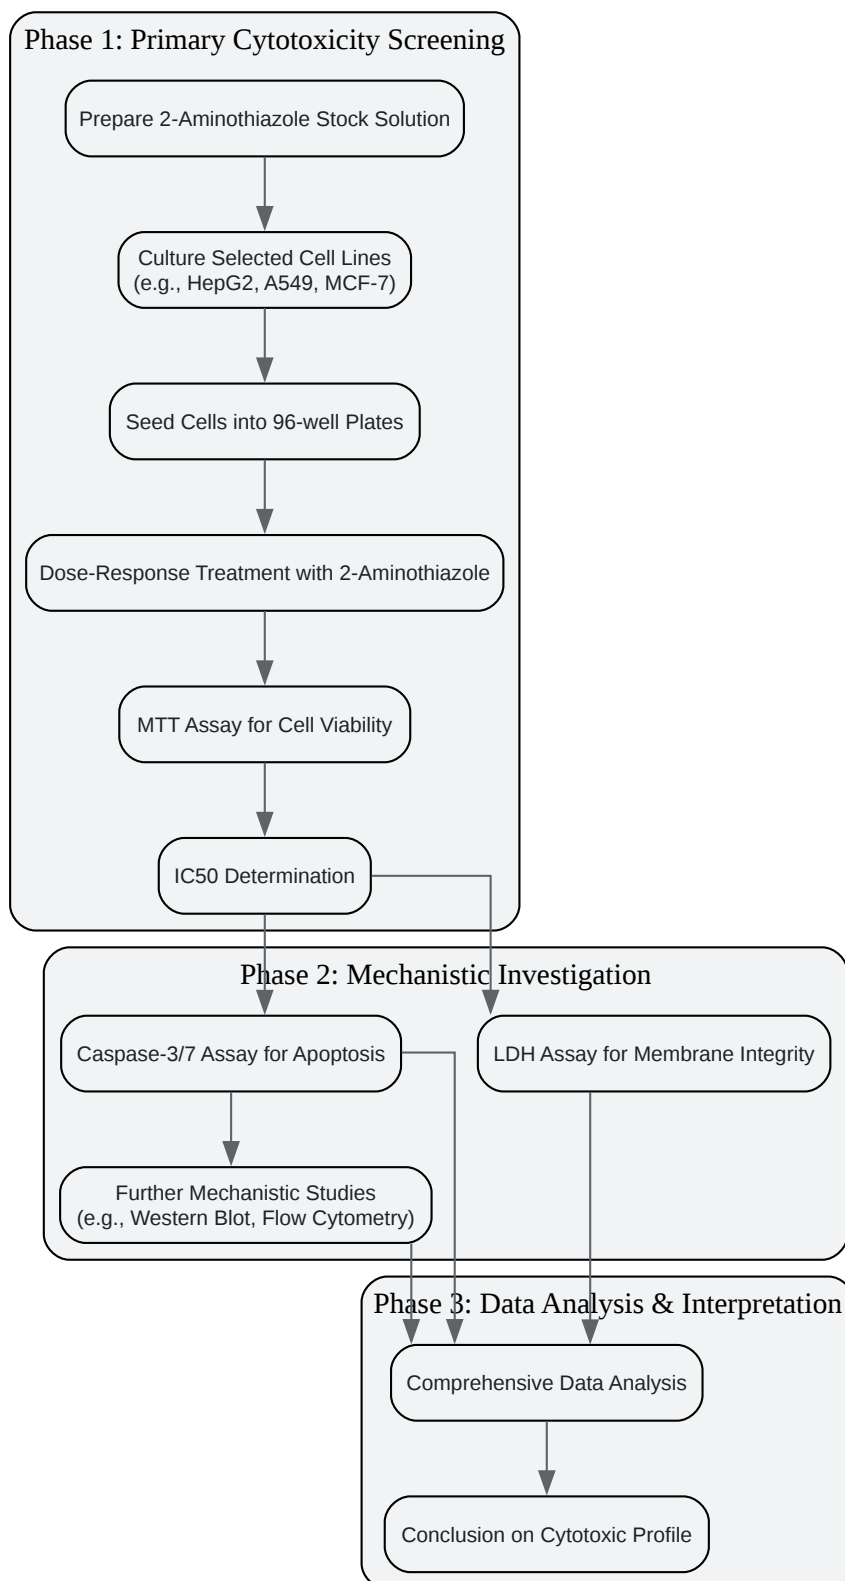 Phase 1: Primary Cytotoxicity Screening
Prepare 2-Aminothiazole Stock Solution
Culture Selected Cell Lines
(e.g., HepG2, A549, MCF-7)
Seed Cells into 96-well Plates
Dose-Response Treatment with 2-Aminothiazole
MTT Assay for Cell Viability
IC50 Determination
Phase 2: Mechanistic Investigation
Caspase-3/7 Assay for Apoptosis
LDH Assay for Membrane Integrity
Further Mechanistic Studies
(e.g., Western Blot, Flow Cytometry)
Phase 3: Data Analysis & Interpretation
Comprehensive Data Analysis
Conclusion on Cytotoxic Profile